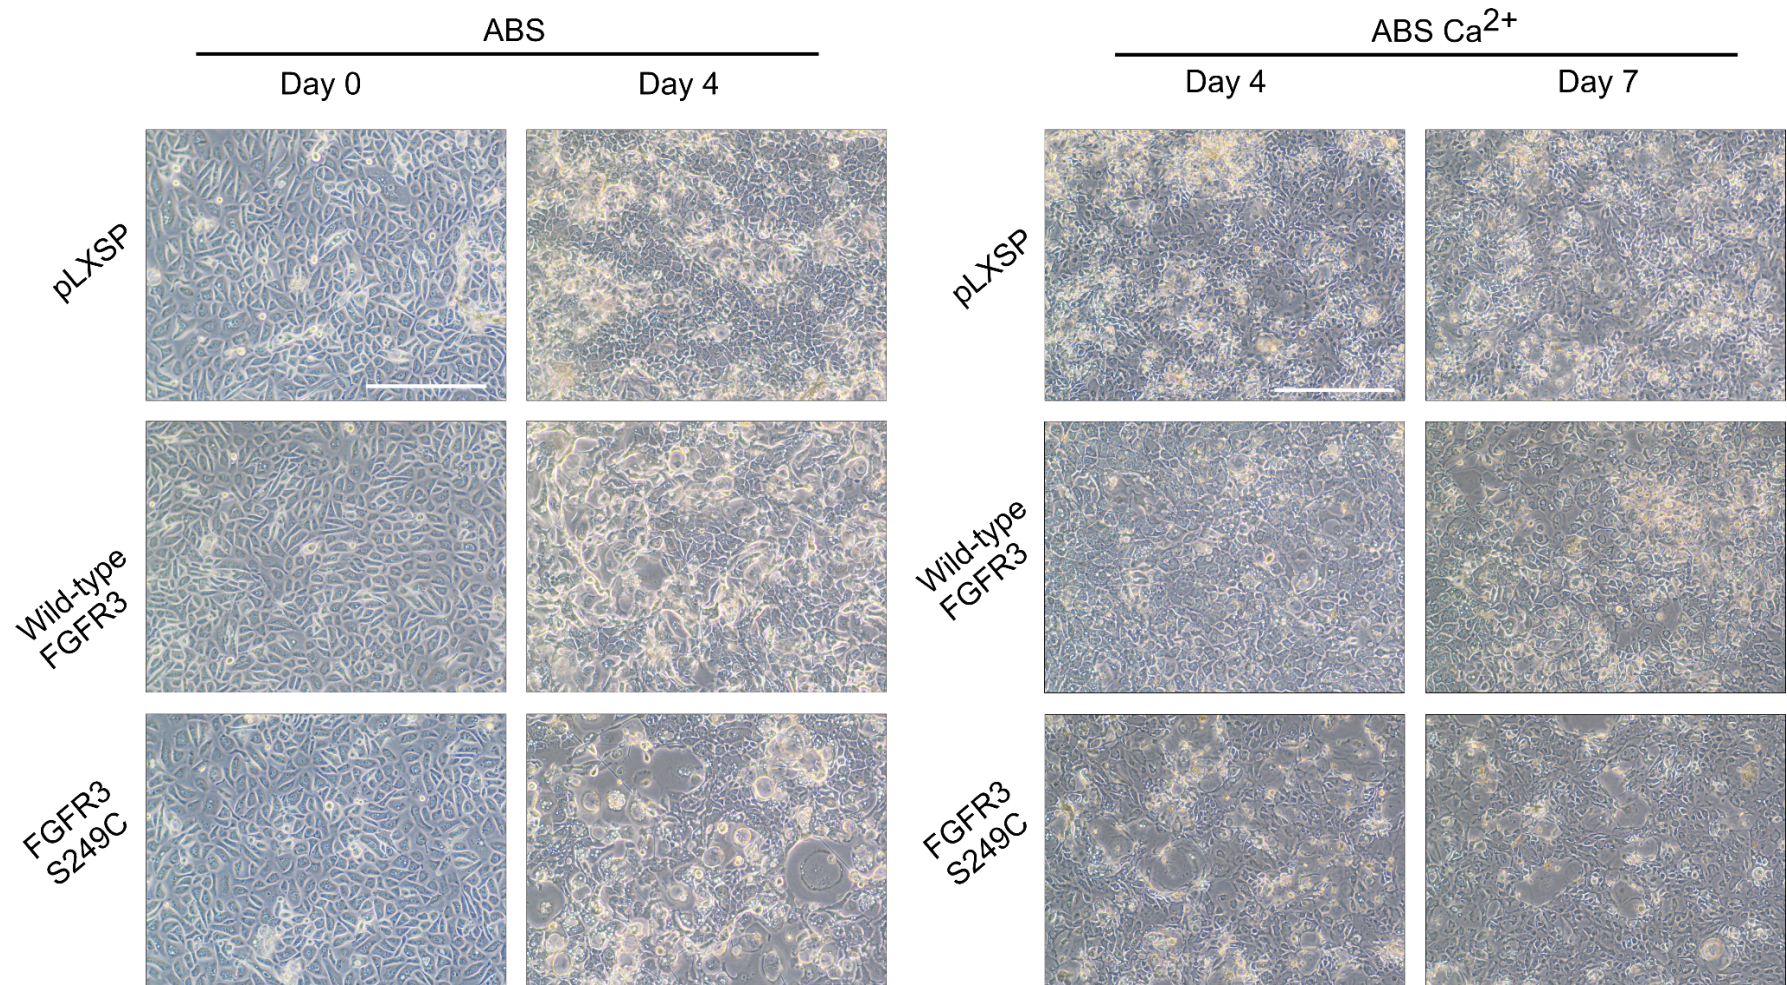 ABS
Day 0
Day 4
ABS Ca2+
Day 4
Day 7
pLXSP
pLXSP
Wild-type
FGFR3
Wild-type
FGFR3
FGFR3
S249C
FGFR3
S249C